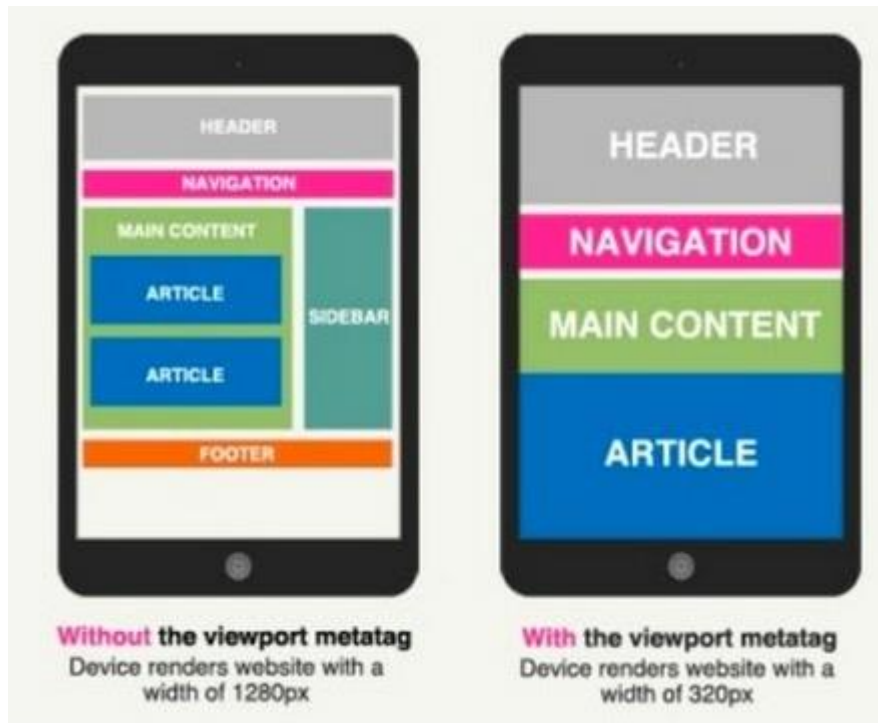 HEADER
NAVIGATION
MAIN CONTENT
ARTICLE
ARTICLE
SIDEBAR
FOOTER
Without the viewport metatag
Device renders website with a
width of 1280px
HEADER
NAVIGATION
MAIN CONTENT
ARTICLE
With the viewport metatag
Device renders website with a
width of 320px